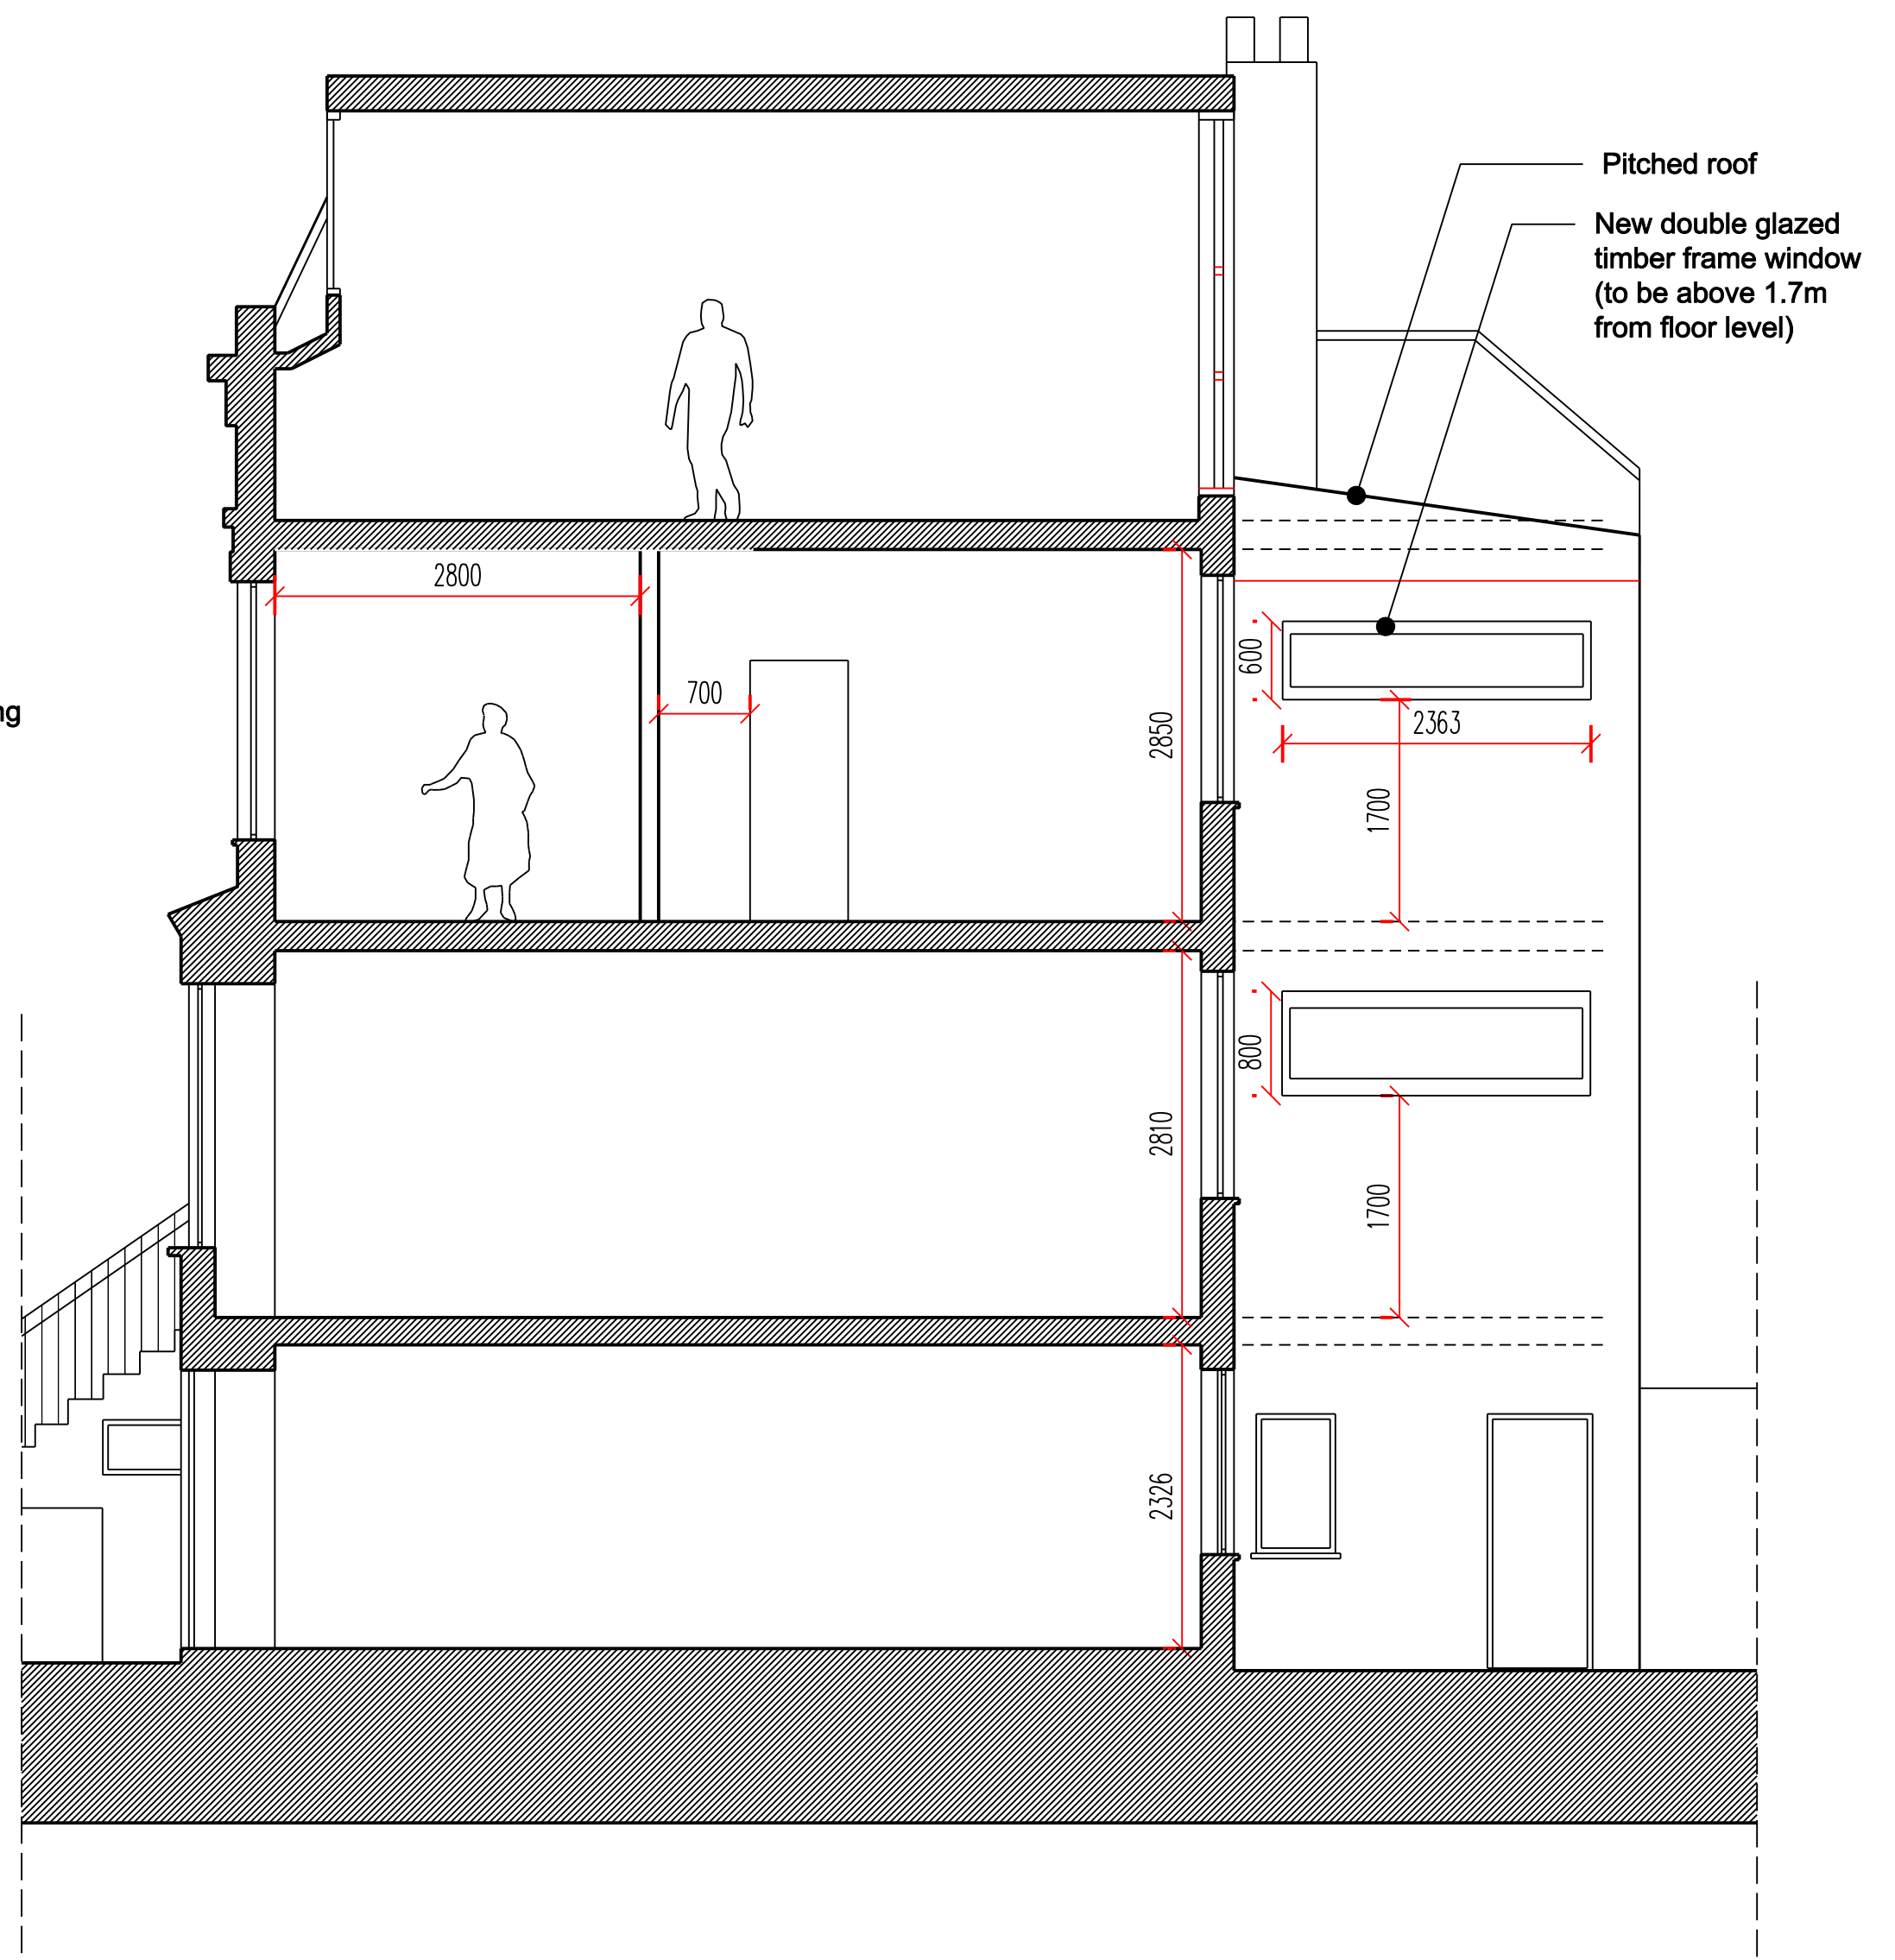 Pitched roof
New double glazed
timber frame window
(to be above 1.7m
from floor level)
2800
600
700
ng
2363
2850
1700
800
2810
1700
2326